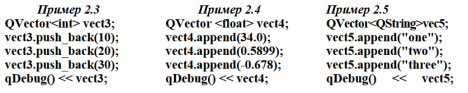 Пример 2.3
QVector<int> vect3;
vect3.push_back(10);
vect3.push_back(20);
vect3.push_back(30);
qDebug() << vect3;
Пример 2.4
QVector <float> vect4;
vect4.append(34.0);
vect4.append(0.5899);
vect4.append(-0.678);
qDebug() << vect4;
Пример 2.5
QVector<QString>vec5;
vect5.append("one");
vect5.append("two");
vect5.append("three");
qDebug() << vect5;